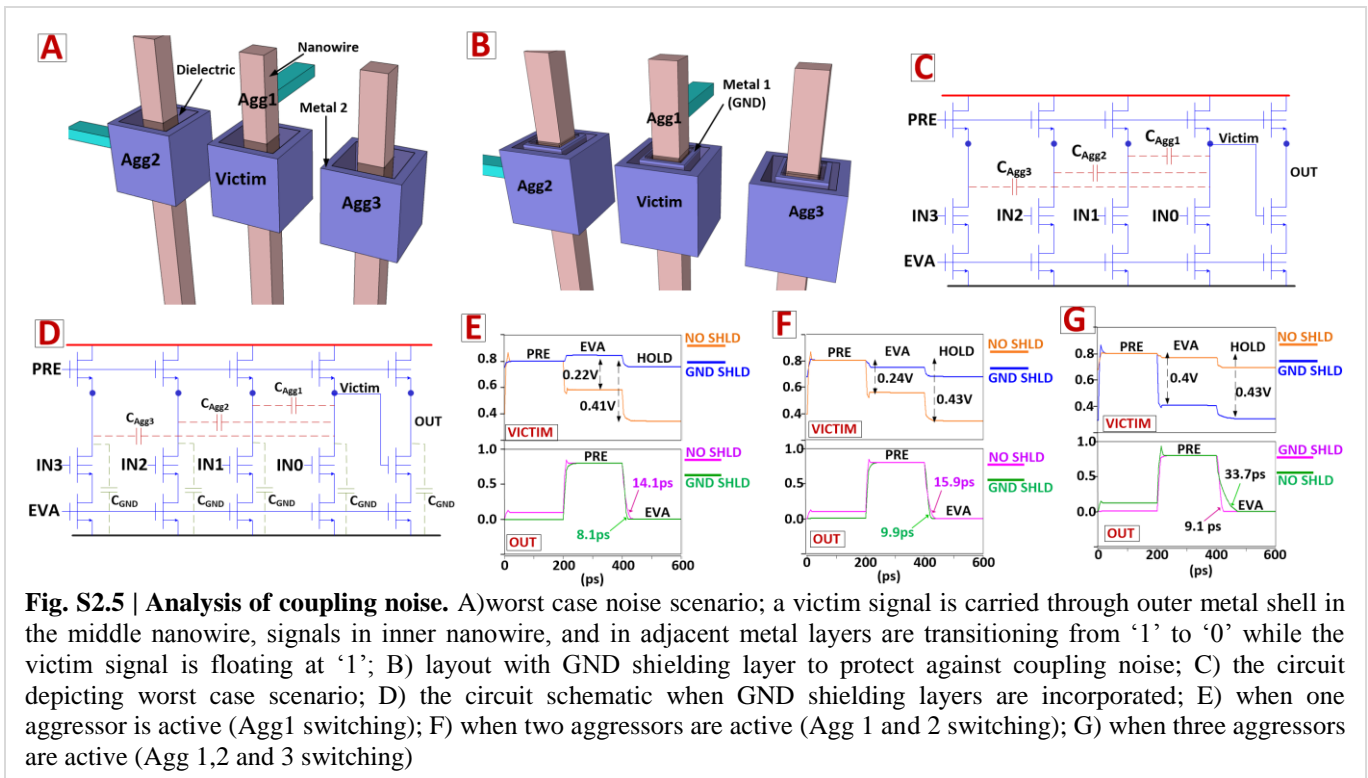 A
Dielectric
Nanowire
Agg1
Metal 2
Agg2
Victim
Agg3
B
Metal 1
(GND)
Agg1
Agg2
Victim
Agg3
C
PRE
CAgg1
Victim
CAgg2
CAgg3
OUT
IN3
IN2
IN1
IN0
EVA
D
PRE
CAgg1
Victim
CAgg2
CAgg3
OUT
IN3
IN2
IN1
IN0
CGND
CGND
CGND
CGND
CGND
EVA
E
NO SHLD
GND SHLD
0.8
0.6
0.4
PRE
EVA
HOLD
0.22V
0.41V
VICTIM
NO SHLD
GND SHLD
1.0
0.5
0.0
PRE
14.1ps
8.1ps
EVA
OUT
0
200
400
600
(ps)
F
NO SHLD
GND SHLD
0.8
0.6
0.4
PRE
EVA
HOLD
0.24V
0.43V
VICTIM
NO SHLD
GND SHLD
1.0
0.5
0.0
PRE
15.9ps
9.9ps
EVA
OUT
0
200
400
600
(ps)
G
NO SHLD
GND SHLD
0.8
0.6
0.4
PRE
EVA
HOLD
0.4V
0.43V
VICTIM
GND SHLD
NO SHLD
1.0
0.5
0.0
PRE
33.7ps
9.1 ps
EVA
OUT
0
200
400
600
(ps)
Fig. S2.5 | Analysis of coupling noise. A)worst case noise scenario; a victim signal is carried through outer metal shell in
the middle nanowire, signals in inner nanowire, and in adjacent metal layers are transitioning from ‘1’ to ‘0’ while the
victim signal is floating at ‘1’; B) layout with GND shielding layer to protect against coupling noise; C) the circuit
depicting worst case scenario; D) the circuit schematic when GND shielding layers are incorporated; E) when one
aggressor is active (Agg1 switching); F) when two aggressors are active (Agg 1 and 2 switching); G) when three aggressors
are active (Agg 1,2 and 3 switching)